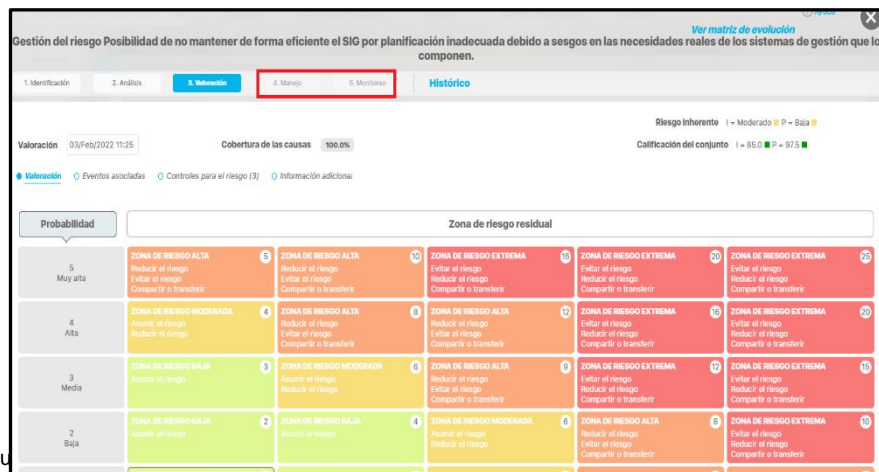 Ayuda
Ver matriz de evolución
Gestión del riesgo Posibilidad de no mantener de forma eficiente el SIG por planificación inadecuada debido a sesgos en las necesidades reales de los sistemas de gestión que lo
componen.
1. Identificación 2. Análisis 3. Valoración 4. Manejo 5. Monitoreo Histórico
Riesgo Inherente I = Moderado P = Baja
Valoración 03/Feb/2022 11:25 Cobertura de las causas 100.0% Calificación del conjunto I = 85.0 P = 97.5
Valoración Eventos asociadas Controles para el riesgo (3) Información adicional
Probabilidad Zona de riesgo residual
5
Muy alta
ZONA DE RIESGO ALTA 5
Reducir el riesgo
Evitar el riesgo
Compartir o transferir
ZONA DE RIESGO ALTA 10
Reducir el riesgo
Evitar el riesgo
Compartir o transferir
ZONA DE RIESGO EXTREMA 15
Evitar el riesgo
Reducir el riesgo
Compartir o transferir
ZONA DE RIESGO EXTREMA 20
Evitar el riesgo
Reducir el riesgo
Compartir o transferir
ZONA DE RIESGO EXTREMA 25
Evitar el riesgo
Reducir el riesgo
Compartir o transferir
4
Alta
ZONA DE RIESGO MODERADA 4
Asumir el riesgo
Reducir el riesgo
ZONA DE RIESGO ALTA 8
Reducir el riesgo
Evitar el riesgo
Compartir o transferir
ZONA DE RIESGO ALTA 12
Reducir el riesgo
Evitar el riesgo
Compartir o transferir
ZONA DE RIESGO EXTREMA 16
Evitar el riesgo
Reducir el riesgo
Compartir o transferir
ZONA DE RIESGO EXTREMA 20
Evitar el riesgo
Reducir el riesgo
Compartir o transferir
3
Media
ZONA DE RIESGO BAJA 3
Asumir el riesgo
ZONA DE RIESGO MODERADA 6
Asumir el riesgo
Reducir el riesgo
ZONA DE RIESGO ALTA 9
Reducir el riesgo
Evitar el riesgo
Compartir o transferir
ZONA DE RIESGO EXTREMA 12
Evitar el riesgo
Reducir el riesgo
Compartir o transferir
ZONA DE RIESGO EXTREMA 15
Evitar el riesgo
Reducir el riesgo
Compartir o transferir
2
Baja
ZONA DE RIESGO BAJA 2
Asumir el riesgo
ZONA DE RIESGO BAJA 4
Asumir el riesgo
ZONA DE RIESGO MODERADA 6
Asumir el riesgo
Reducir el riesgo
ZONA DE RIESGO ALTA 8
Reducir el riesgo
Evitar el riesgo
Compartir o transferir
ZONA DE RIESGO EXTREMA 10
Evitar el riesgo
Reducir el riesgo
Compartir o transferir
u